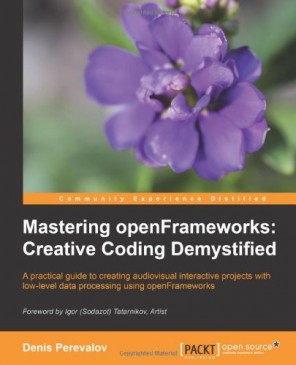 Community Experience Distilled
Mastering openFrameworks:
Creative Coding Demystified
A practical guide to creating audiovisual interactive projects with
low-level data processing using openFrameworks
Foreword by Igor (Sodazot) Tatarnikov, Artist
Denis Perevalov
PACKT open source*
PUBLISHING